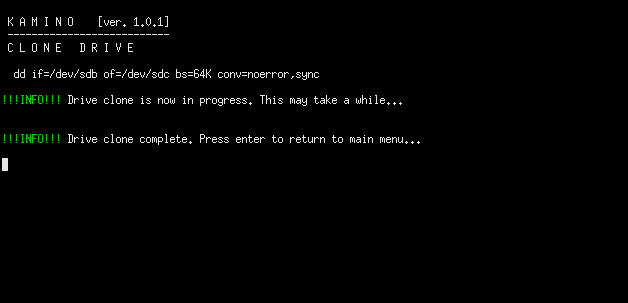 K A M I N O [ver. 1.0.1]
---------------------------
C L O N E D R I V E
dd if=/dev/sdb of=/dev/sdc bs=64K conv=noerror,sync
!!!INFO!!! Drive clone is now in progress. This may take a while...
!!!INFO!!! Drive clone complete. Press enter to return to main menu...